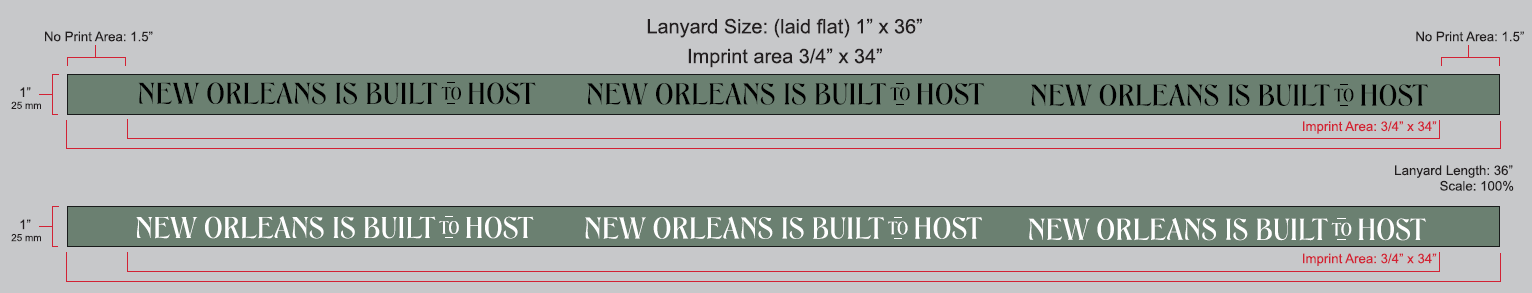 Lanyard Size: (laid flat) 1” x 36”
Imprint area 3/4” x 34”
No Print Area: 1.5”
No Print Area: 1.5”
1”
25 mm
NEW ORLEANS IS BUILT TO HOST NEW ORLEANS IS BUILT TO HOST NEW ORLEANS IS BUILT TO HOST
Imprint Area: 3/4” x 34”
Lanyard Length: 36”
Scale: 100%
1”
25 mm
NEW ORLEANS IS BUILT TO HOST NEW ORLEANS IS BUILT TO HOST NEW ORLEANS IS BUILT TO HOST
Imprint Area: 3/4” x 34”